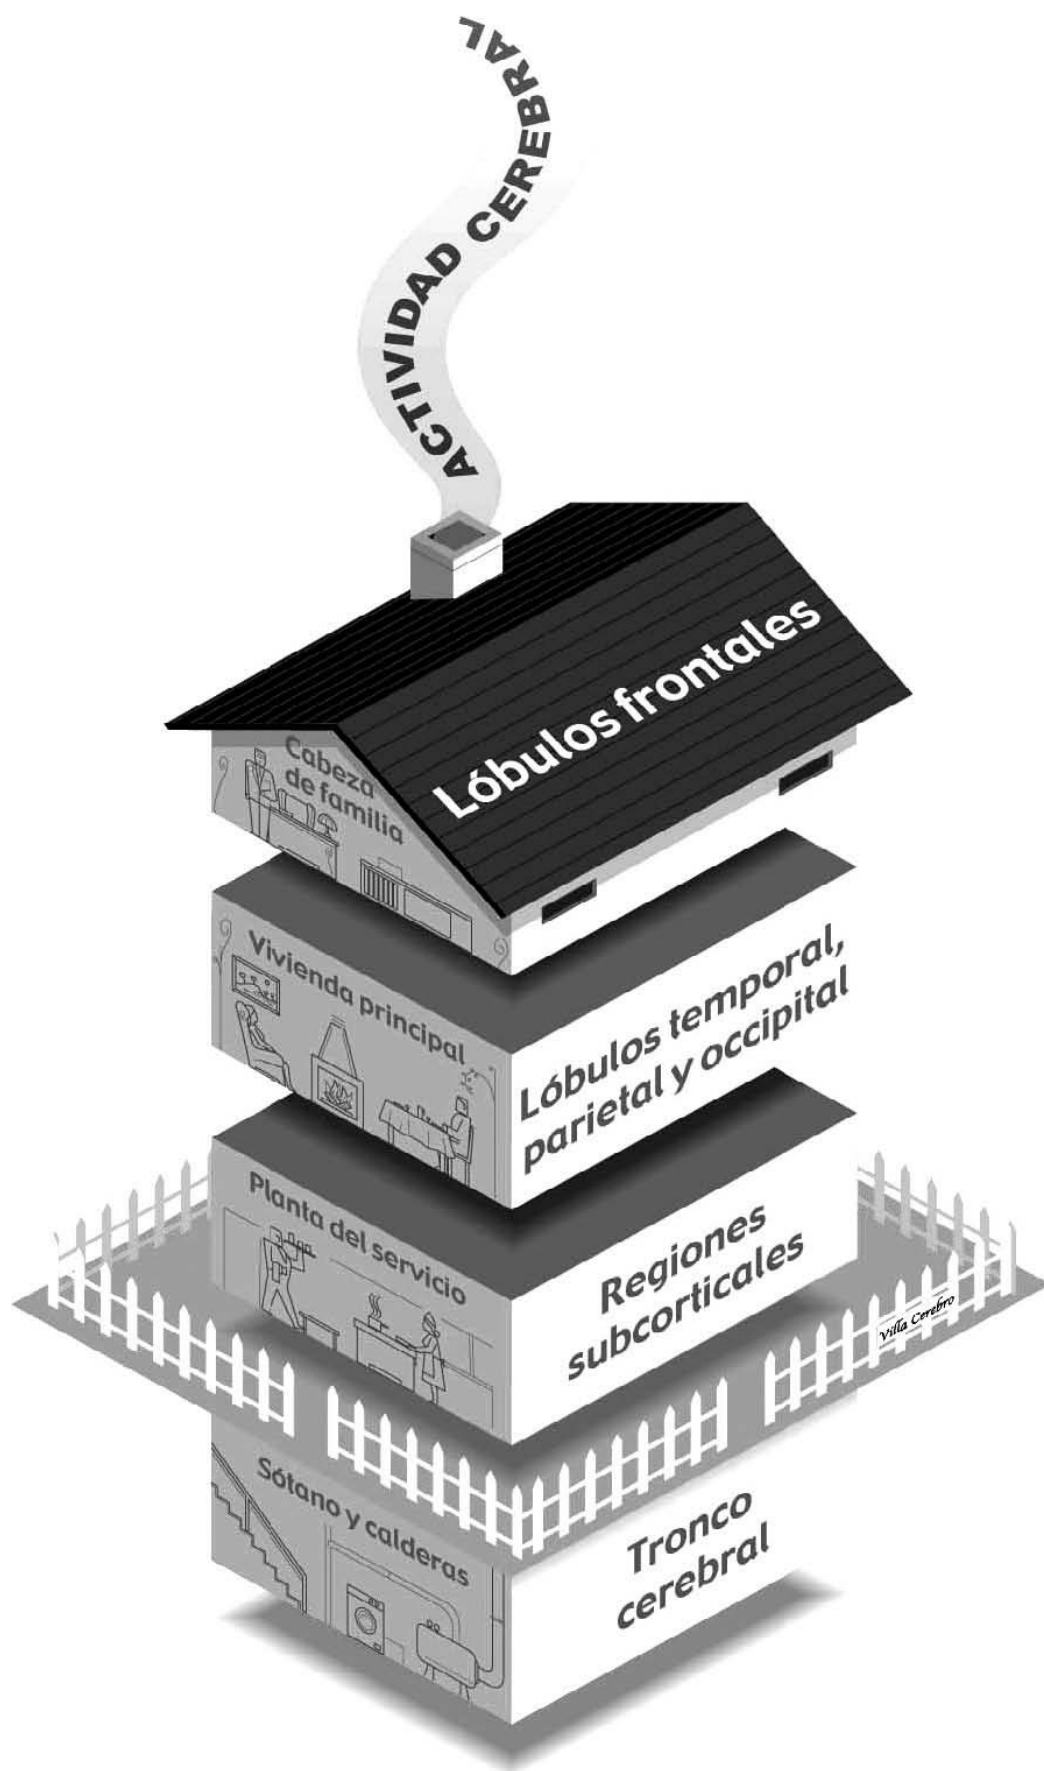 ACTIVIDAD CEREBRAL
Lóbulos frontales
Cabeza
de familia
Vivienda principal
Lóbulos temporal,
parietal y occipital
Planta del servicio
Regiones
subcorticales
Villa Cerebro
Sótano y calderas
Tronco
cerebral